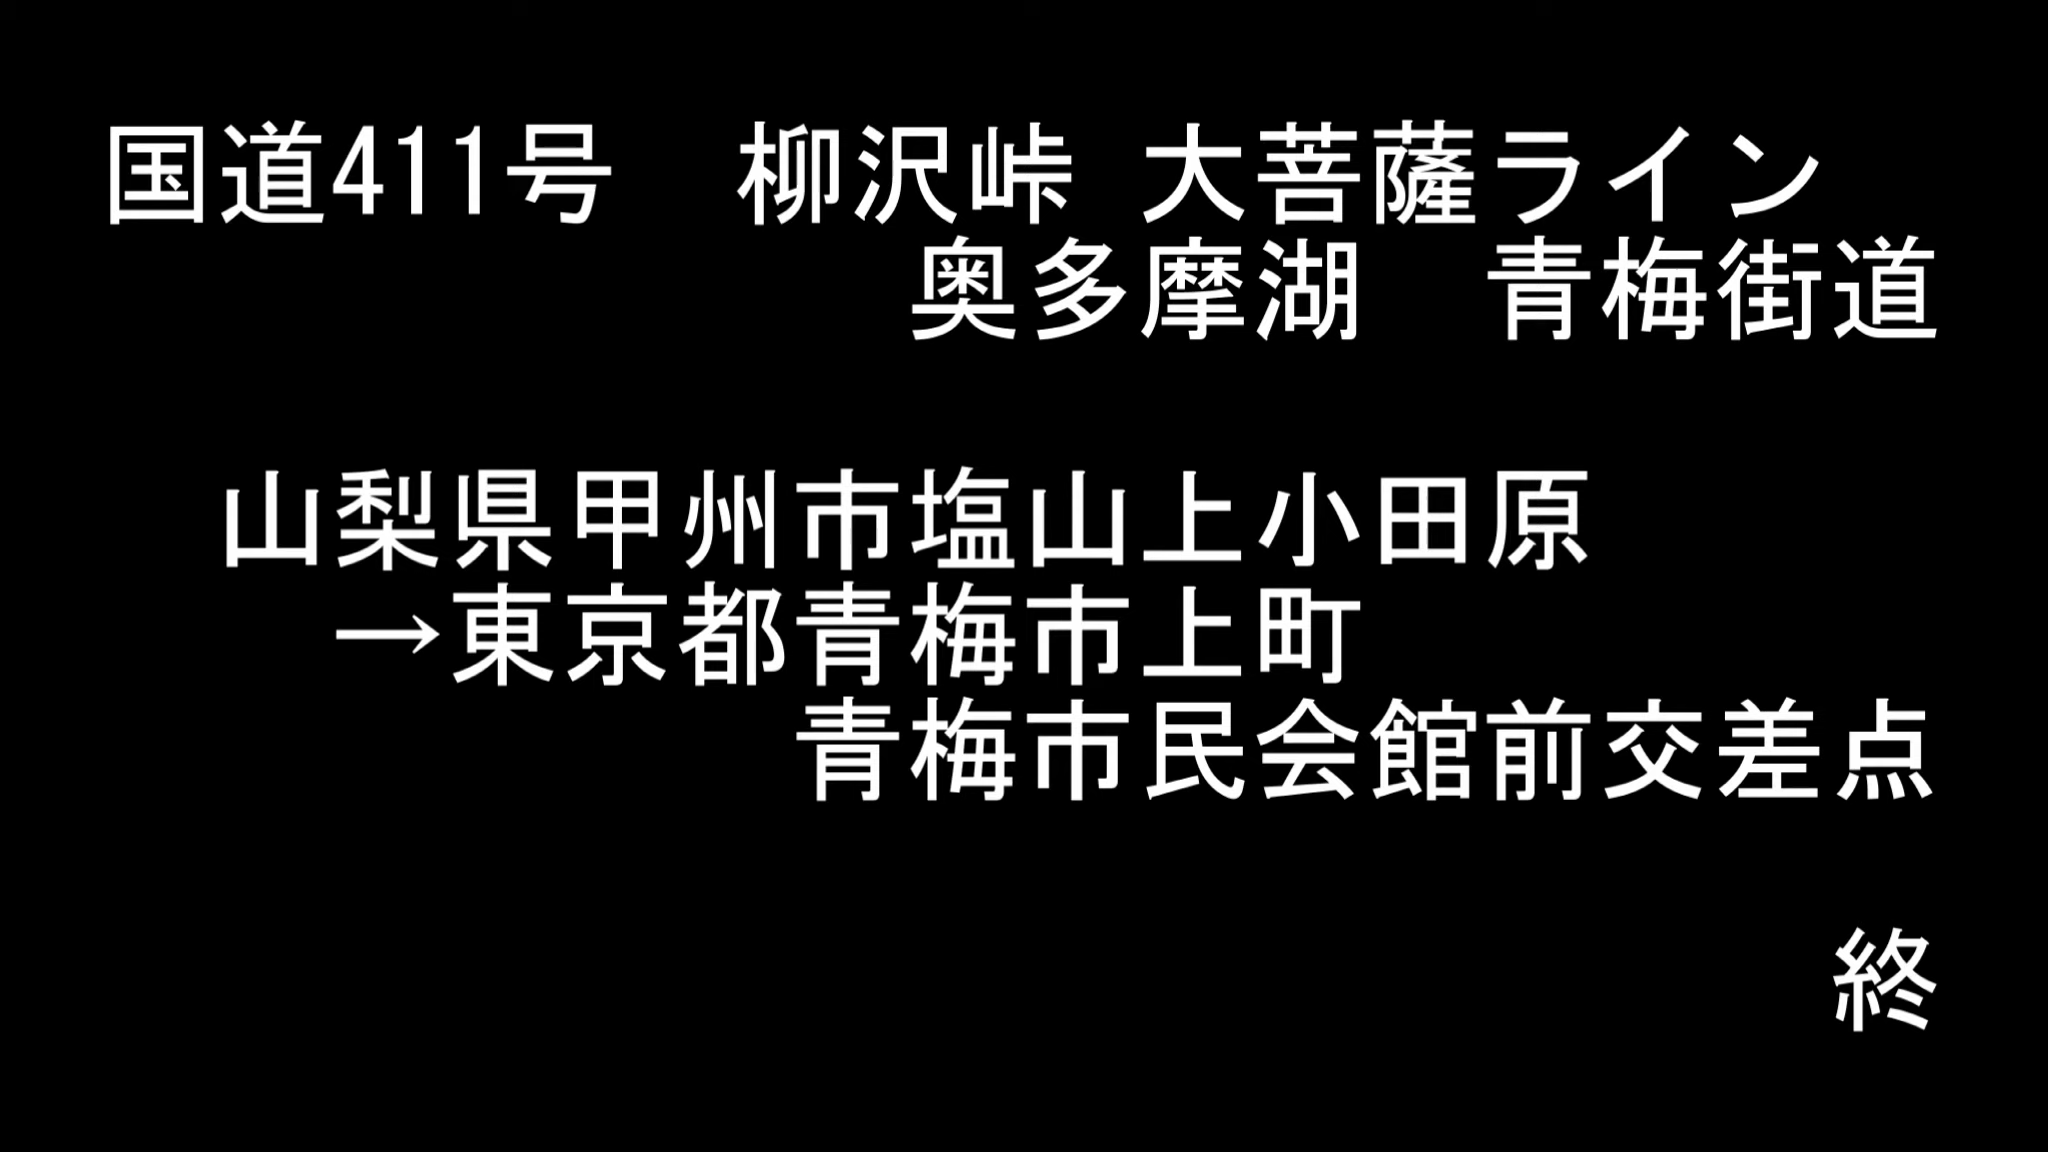 国道411号　柳沢峠 大菩薩ライン
奥多摩湖　青梅街道
山梨県甲州市塩山上小田原
→東京都青梅市上町
青梅市民会館前交差点
終